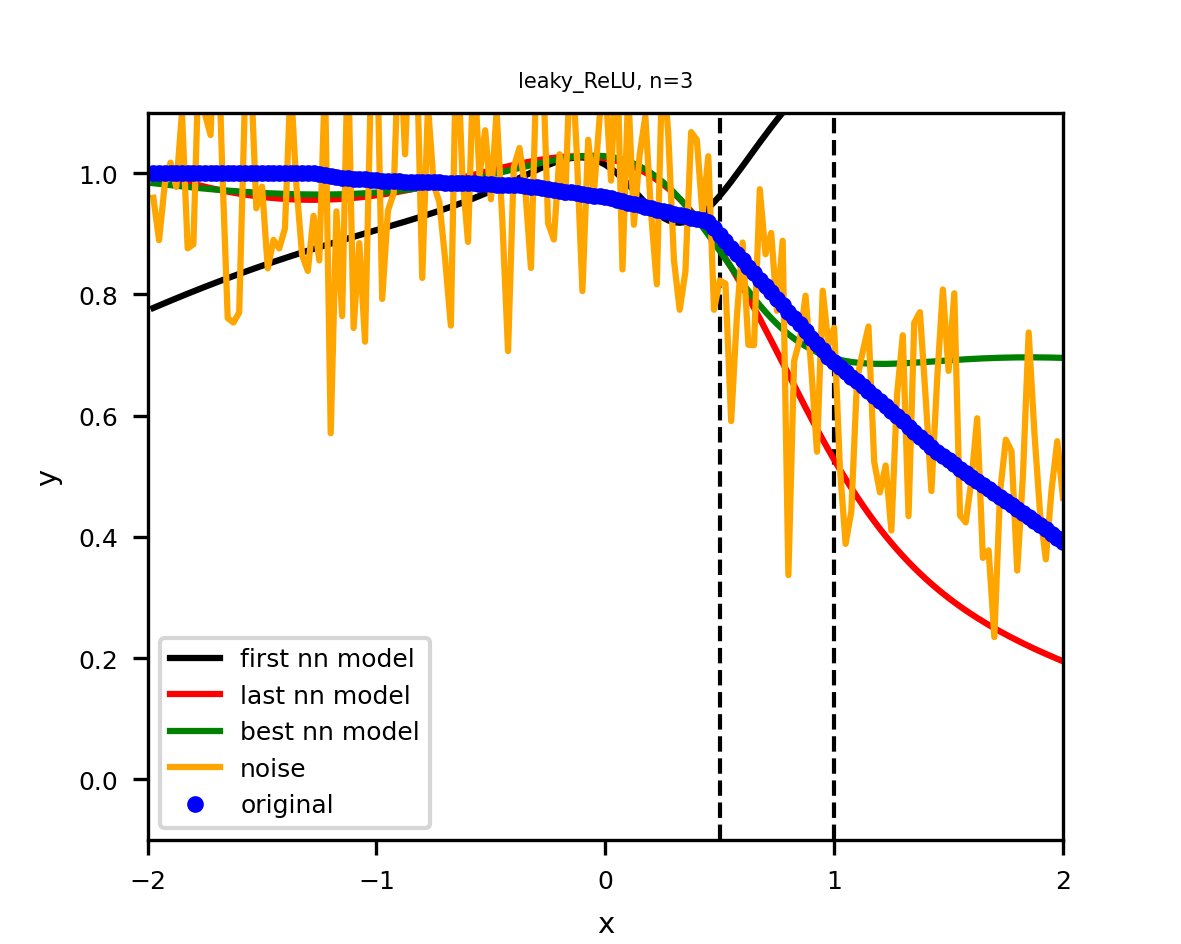 leaky_ReLU, n=3
y
1.0
0.8
0.6
0.4
0.2
0.0
first nn model
last nn model
best nn model
noise
original
−2 −1 0 1 2
x